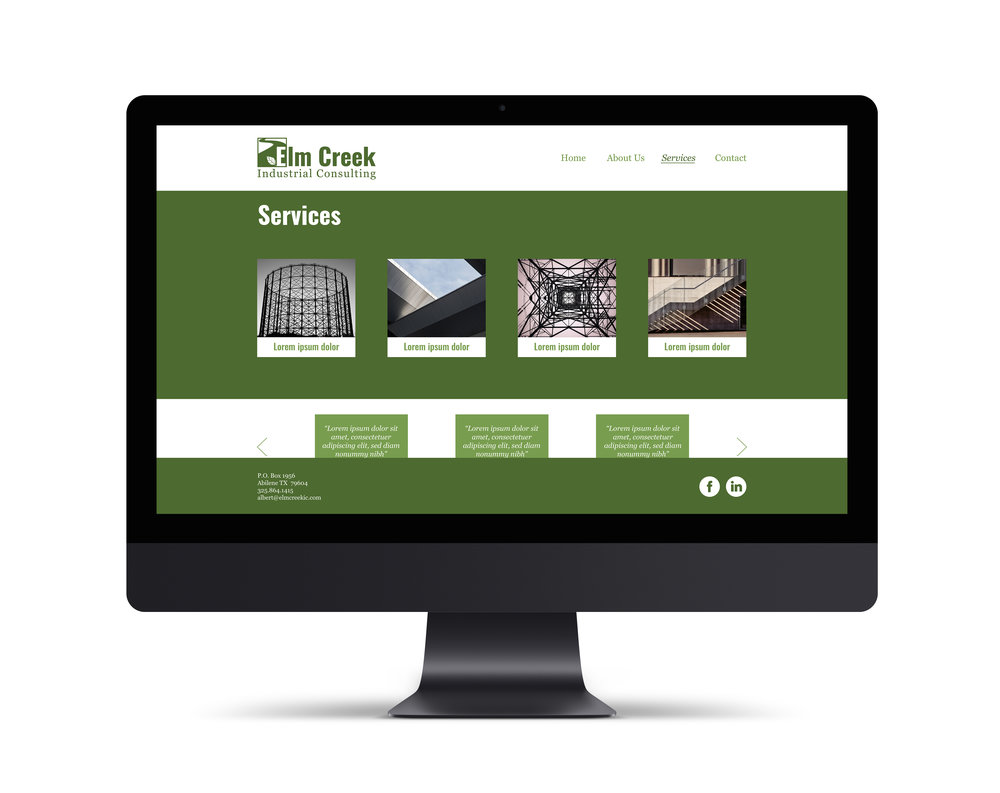 Elm Creek
Industrial Consulting
Home About Us Services Contact
Services
Lorem ipsum dolor Lorem ipsum dolor Lorem ipsum dolor Lorem ipsum dolor
"Lorem ipsum dolor sit
amet, consectetuer
adipiscing elit, sed diam
nonummy nibh"
"Lorem ipsum dolor sit
amet, consectetuer
adipiscing elit, sed diam
nonummy nibh"
"Lorem ipsum dolor sit
amet, consectetuer
adipiscing elit, sed diam
nonummy nibh"
P.O. Box 1956
Abilene TX 79604
325.864.1415
albert@elmcreekic.com
f in